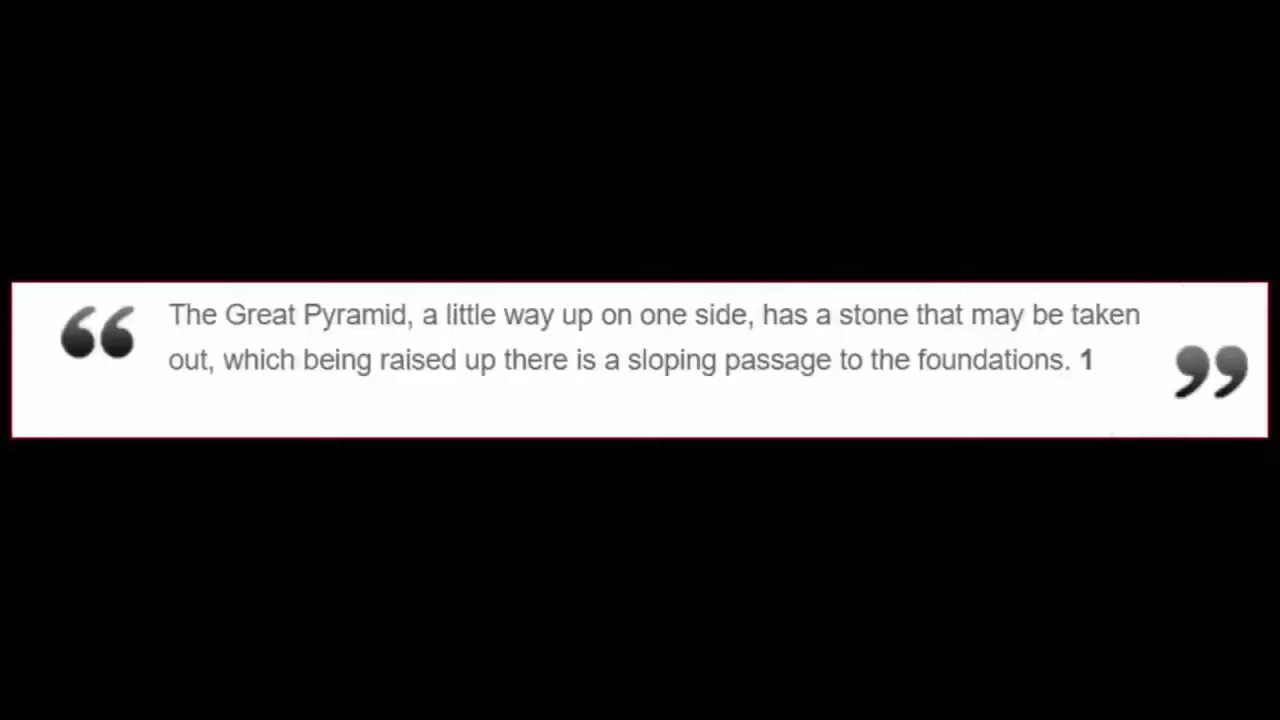 The Great Pyramid, a little way up on one side, has a stone that may be taken
out, which being raised up there is a sloping passage to the foundations. 1